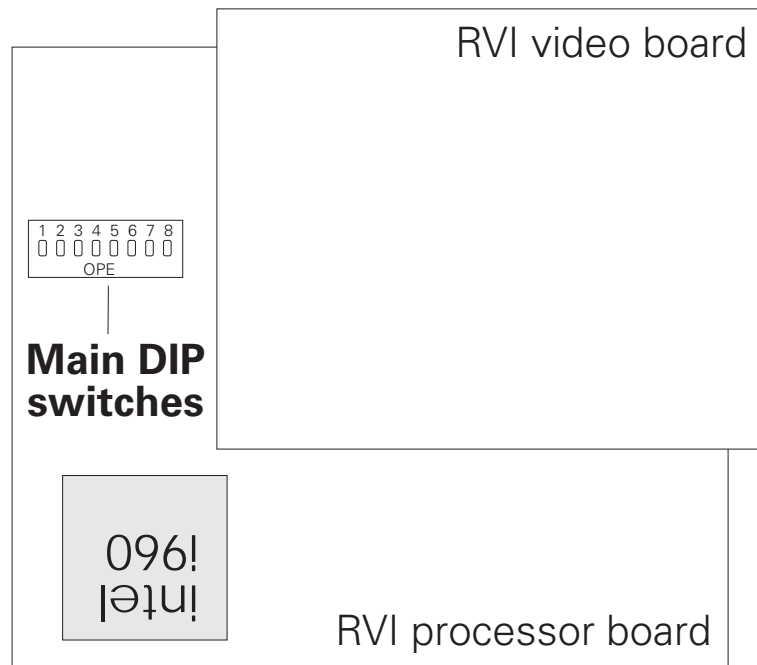 RVI video board
1 2 3 4 5 6 7 8
OPE
Main DIP
switches
intel
i960
RVI processor board